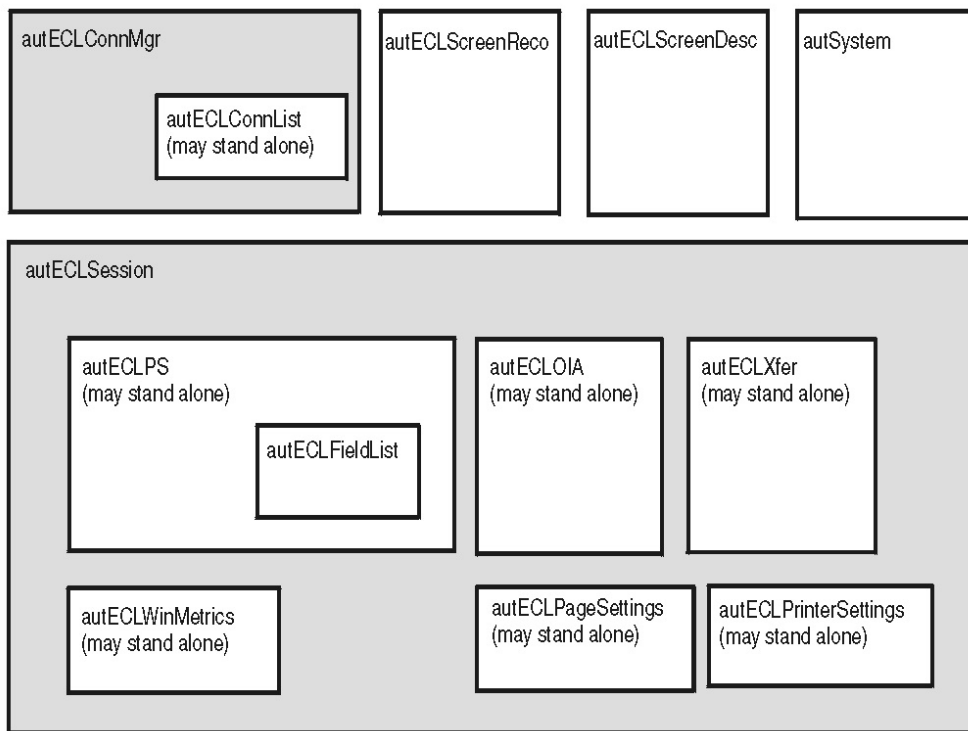 autECLConnMgr
autECLConnList
(may stand alone)
autECLScreenReco
autECLScreenDesc
autSystem
autECLSession
autECLPS
(may stand alone)
autECLFieldList
autECLOIA
(may stand alone)
autECLXfer
(may stand alone)
autECLWinMetrics
(may stand alone)
autECLPageSettings
(may stand alone)
autECLPrinterSettings
(may stand alone)